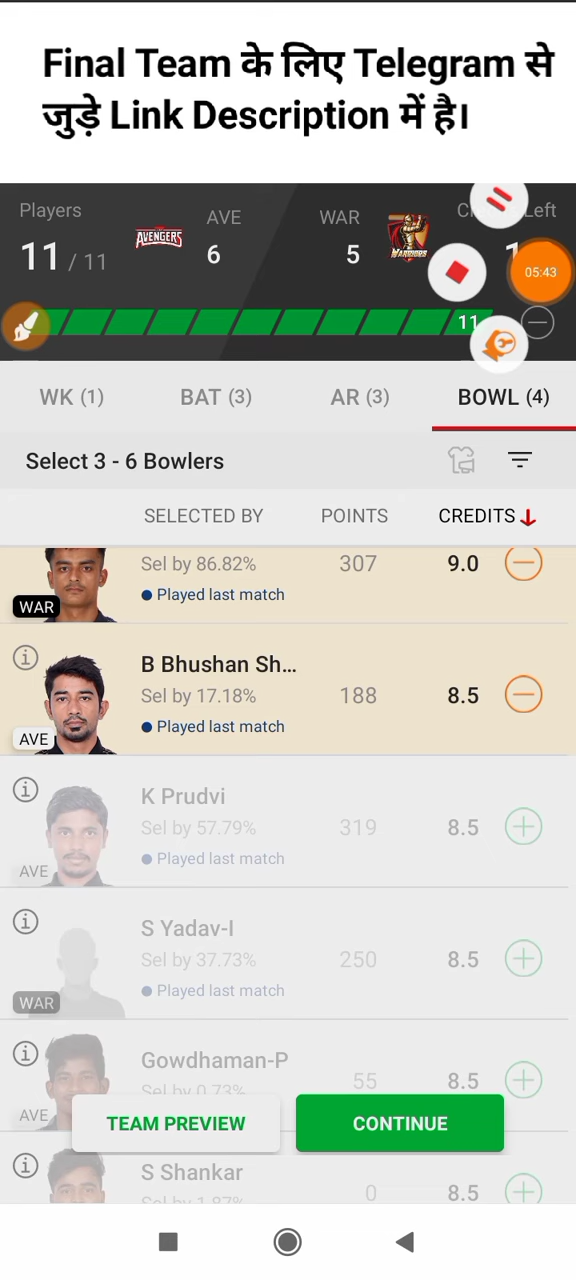 Final Team के लिए Telegram से
जुड़े Link Description में है।
Players
AVE
WAR
Left
11 / 11
AVENGERS
6
5
WARRIORS
05:43
11
WK (1)
BAT (3)
AR (3)
BOWL (4)
Select 3 - 6 Bowlers
SELECTED BY
POINTS
CREDITS
Sel by 86.82%
307
9.0
Played last match
WAR
B Bhushan Sh...
Sel by 17.18%
188
8.5
Played last match
AVE
K Prudvi
Sel by 57.79%
319
8.5
Played last match
AVE
S Yadav-I
Sel by 37.73%
250
8.5
Played last match
WAR
Gowdhaman-P
Sel by 0.73%
55
8.5
AVE
TEAM PREVIEW
CONTINUE
S Shankar
Sel by 1.87%
0
8.5